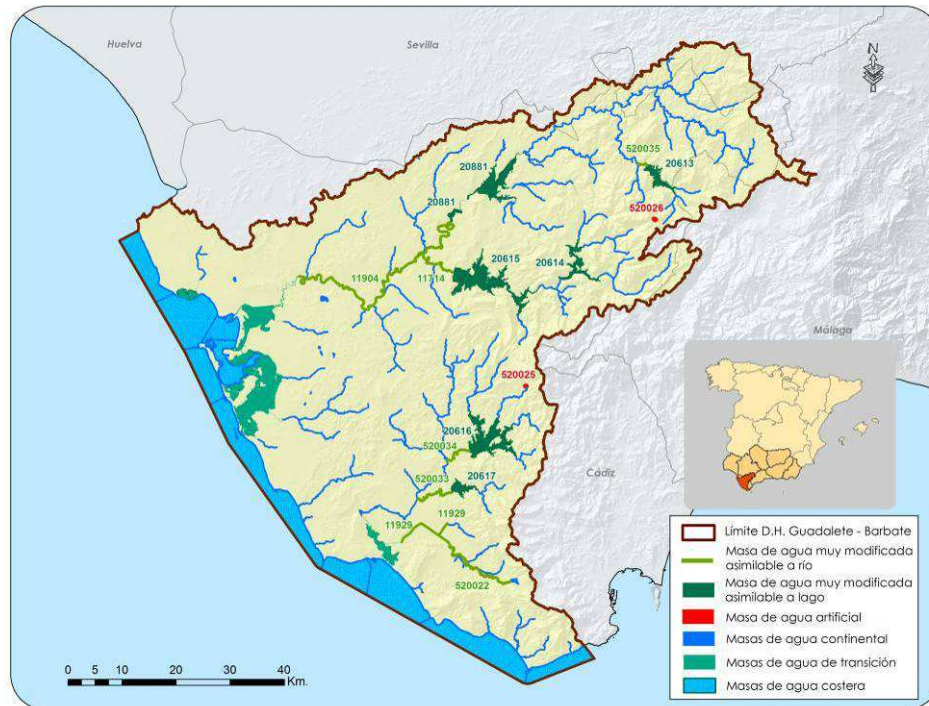 Huelva
Sevilla
N
520035
20613
20881
520026
20881
20615
20614
11904
11714
Málaga
520025
20616
520034
Cádiz
520033
20617
11929
11929
520022
Límite D.H. Guadalete - Barbate
Masa de agua muy modificada
asimilable a río
Masa de agua muy modificada
asimilable a lago
Masa de agua artificial
Masas de agua continental
Masas de agua de transición
Masas de agua costera
0 5 10 20 30 40
Km.